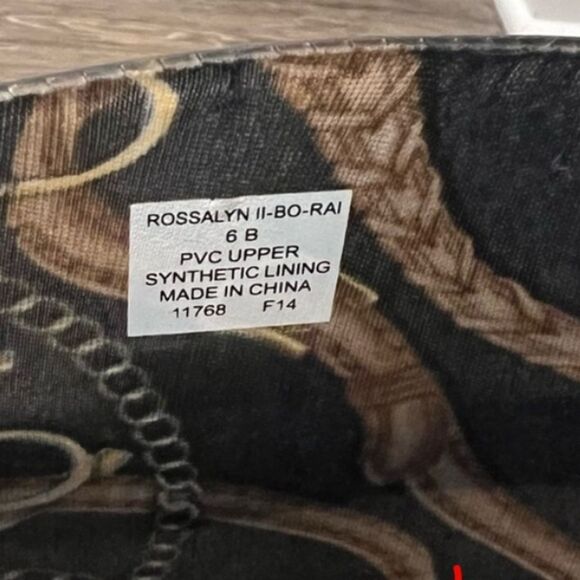 ROSSALYN II-BO-RAI
6 B
PVC UPPER
SYNTHETIC LINING
MADE IN CHINA
11768 F14